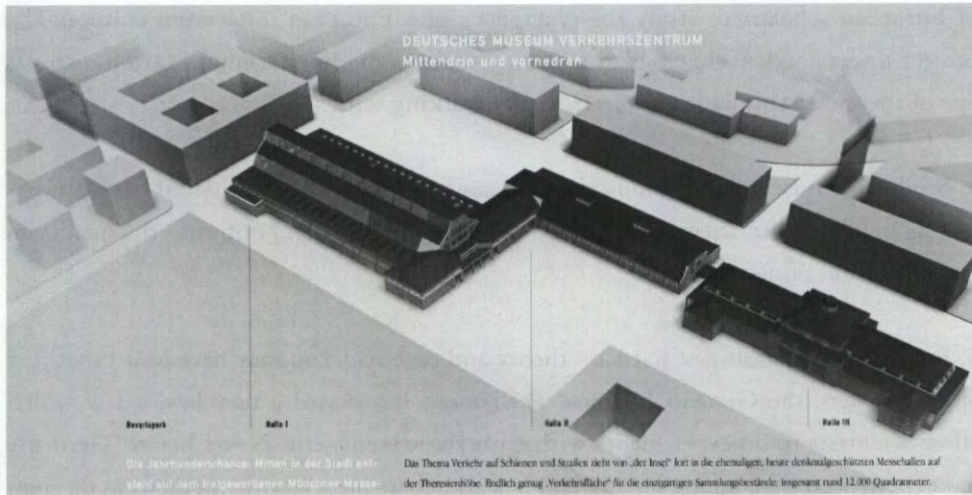 DEUTSCHES MUSEUM VERKEHRSZENTRUM
Mittendrin und vornedran
Bavariapark
Halle I
Halle II
Halle III
Die Jahrhundertchance: Mitten in der Stadt ent-
steht auf dem freigewordenen Münchner Messe-
Das Thema Verkehr auf Schienen und Straßen zieht von „der Insel" fort in die ehemaligen, heute denkmalgeschützten Messehallen auf
der Theresienhöhe. Endlich genug „Verkehrsfläche" für die einzigartigen Sammlungsbestände: insgesamt rund 12.000 Quadratmeter.